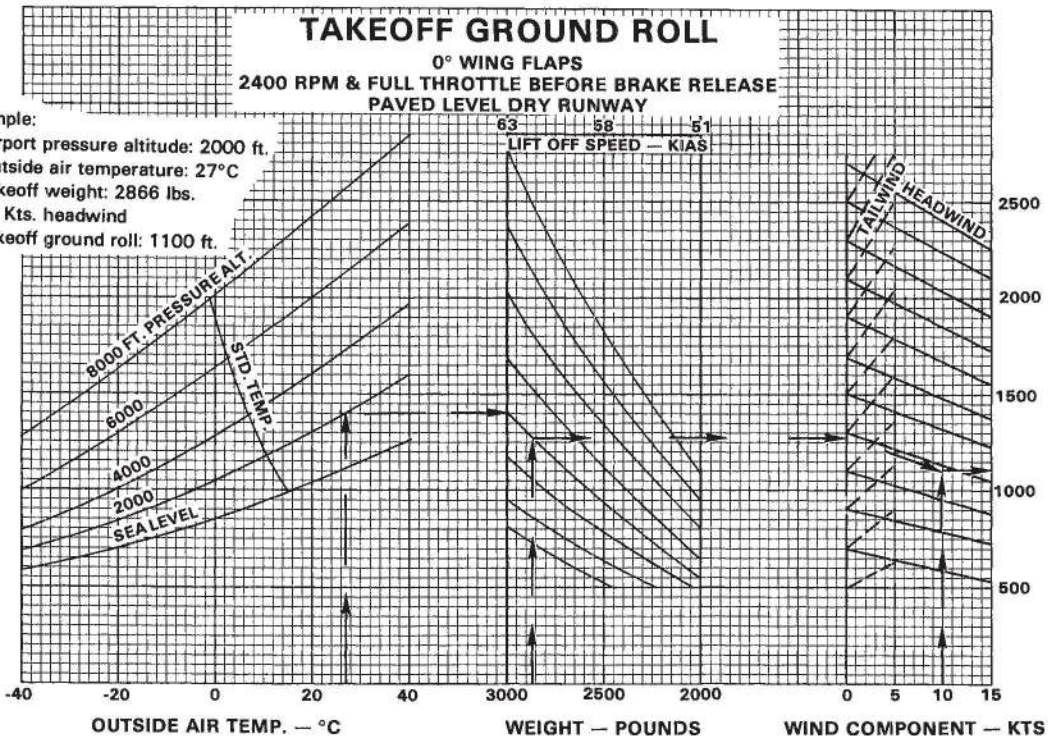 TAKEOFF GROUND ROLL
0° WING FLAPS
2400 RPM & FULL THROTTLE BEFORE BRAKE RELEASE
PAVED LEVEL DRY RUNWAY
mple:
rport pressure altitude: 2000 ft.
tside air temperature: 27°C
keoff weight: 2866 lbs.
Kts. headwind
keoff ground roll: 1100 ft.
63 58 51
LIFT OFF SPEED — KIAS
8000 FT. PRESSURE ALT.
6000
4000
2000
SEA LEVEL
STD. TEMP.
TAILWIND
HEADWIND
2500
2000
1500
1000
500
-40 -20 0 20 40
3000 2500 2000
0 5 10 15
OUTSIDE AIR TEMP. — °C
WEIGHT — POUNDS
WIND COMPONENT — KTS